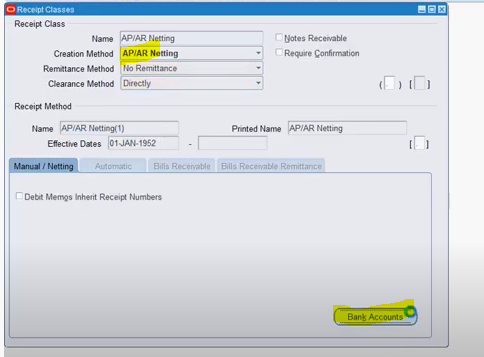 Receipt Classes
Receipt Class
Name AP/AR Netting Notes Receivable
Creation Method AP/AR Netting Require Confirmation
Remittance Method No Remittance
Clearance Method Directly ( . ) [ ]
Receipt Method
Name AP/AR Netting(1) Printed Name AP/AR Netting
Effective Dates 01-JAN-1952 - [ . ]
Manual / Netting Automatic Bills Receivable Bills Receivable Remittance
Debit Memos Inherit Receipt Numbers
Bank Accounts